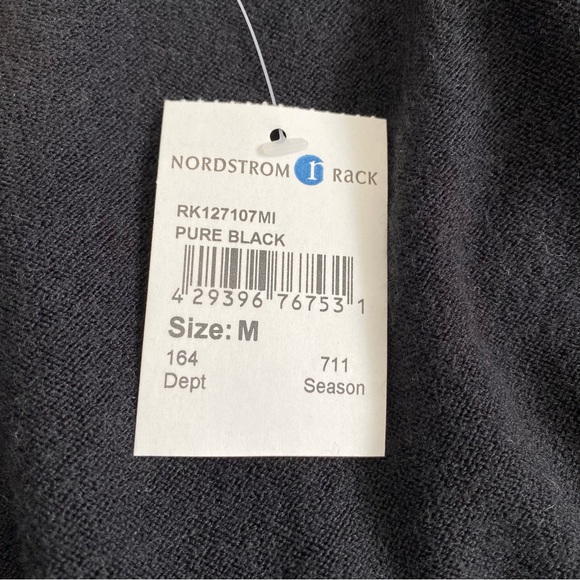 NORDSTROM r RACK
RK127107MI
PURE BLACK
4 29396 76753 1
Size: M
164 711
Dept Season